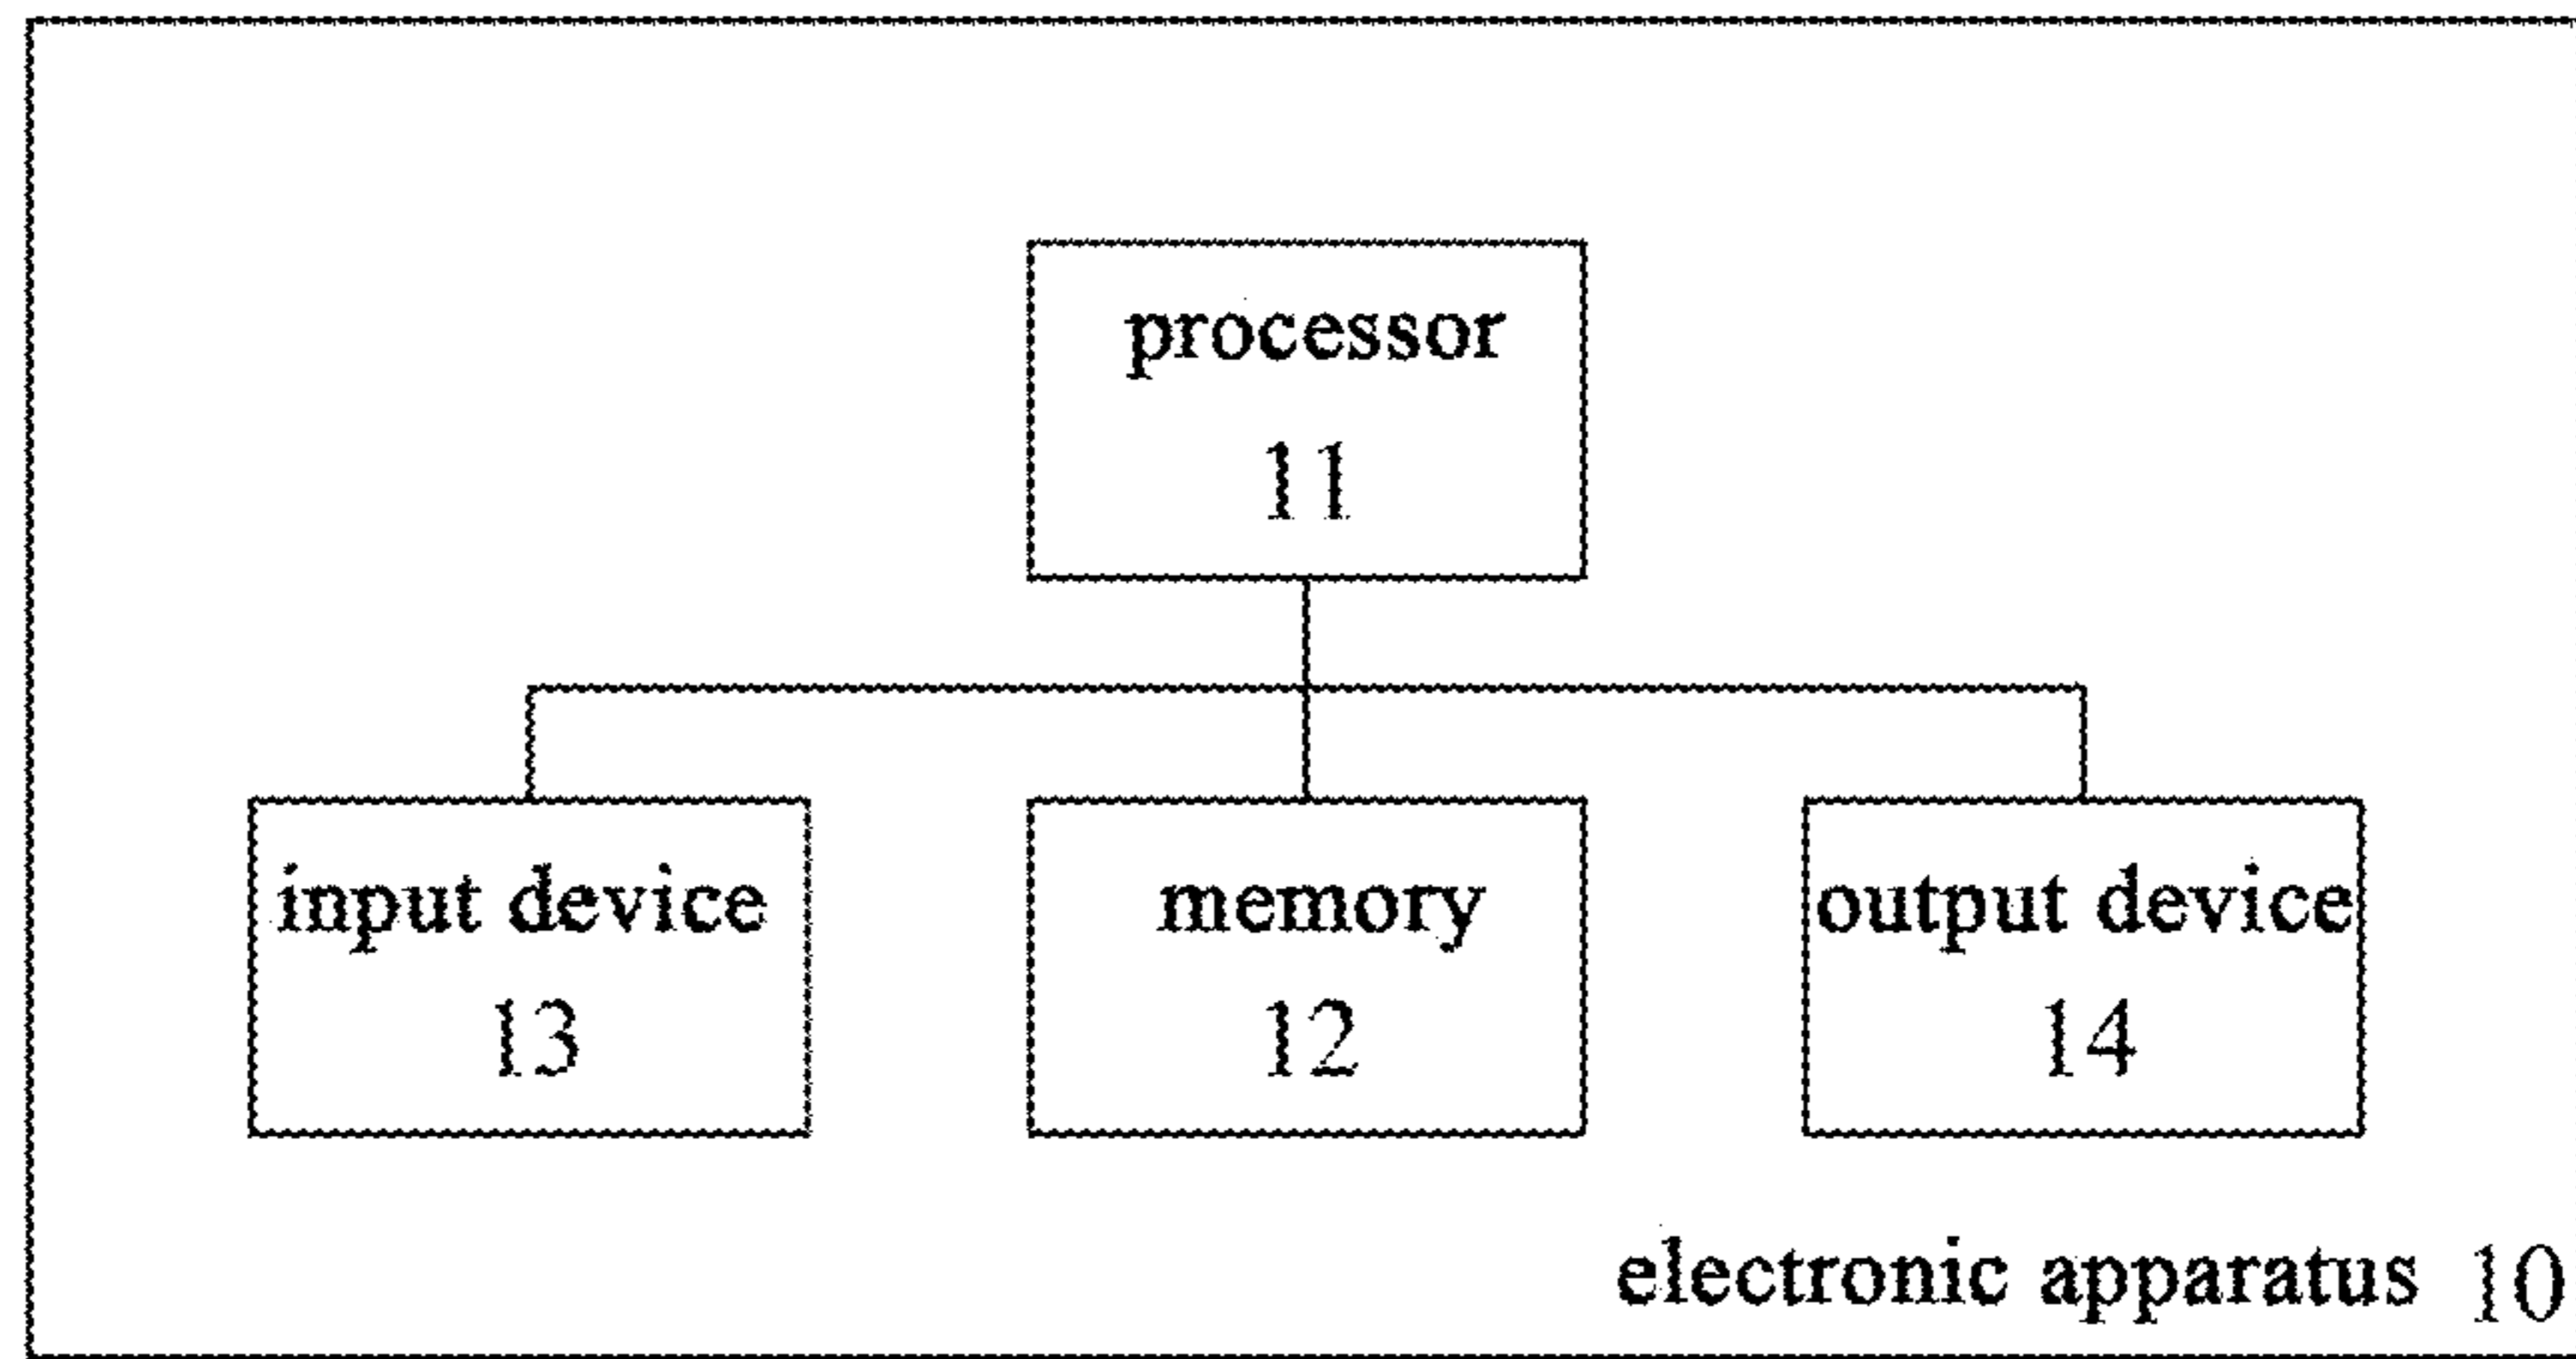 processor
11
input device
13
memory
12
output device
14
electronic apparatus 10